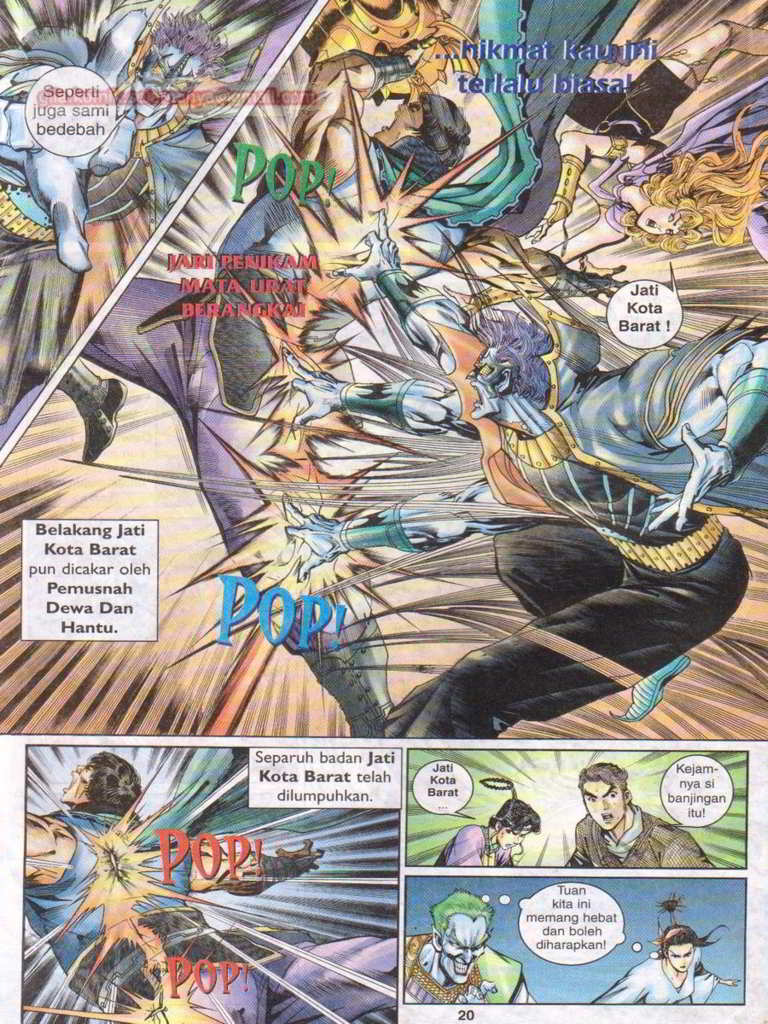 Seperti
juga sami
bedebah
...hikmat kau ini
terlalu biasa!
POP!
JARI PENIKAM
MATA URAT
BERANGKAI
Jati
Kota
Barat !
Belakang Jati
Kota Barat
pun dicakar oleh
Pemusnah
Dewa Dan
Hantu.
POP!
Separuh badan Jati
Kota Barat telah
dilumpuhkan.
POP!
POP!
Jati
Kota
Barat
...
Kejam-
nya si
banjingan
itu!
Tuan
kita ini
memang hebat
dan boleh
diharapkan!
20